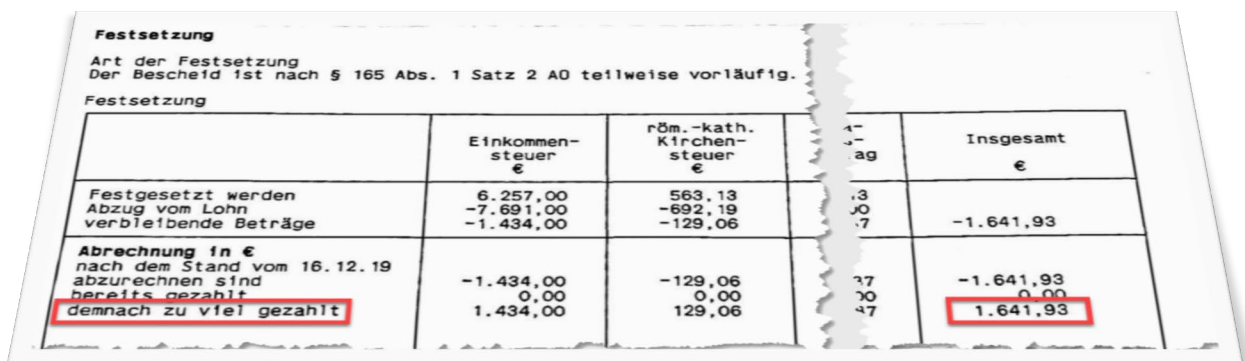 Festsetzung
Art der Festsetzung
Der Bescheid ist nach § 165 Abs. 1 Satz 2 AO teilweise vorläufig.
Festsetzung
Einkommen-
steuer
€
röm.-kath.
Kirchen-
steuer
€
ag
Insgesamt
€
Festgesetzt werden 6.257,00 563,13
Abzug vom Lohn -7.691,00 -692,19
verbleibende Beträge -1.434,00 -129,06 -1.641,93
Abrechnung in €
nach dem Stand vom 16.12.19
abzurechnen sind -1.434,00 -129,06 -1.641,93
bereits gezahlt 0,00 0,00 0,00
demnach zu viel gezahlt 1.434,00 129,06 1.641,93